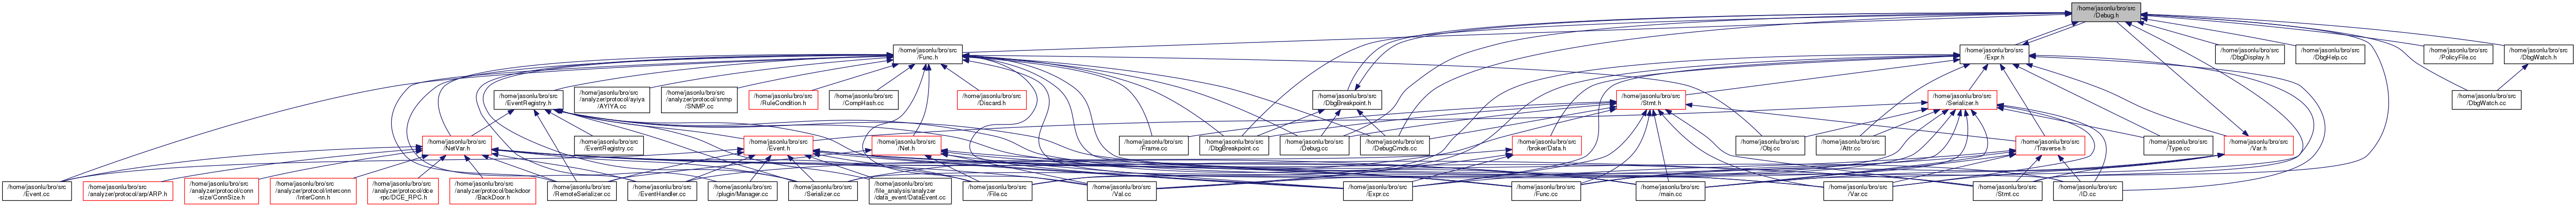 /home/jasonlu/bro/src
/Debug.h
/home/jasonlu/bro/src
/Func.h
/home/jasonlu/bro/src
/Expr.h
/home/jasonlu/bro/src
/DbgDisplay.h
/home/jasonlu/bro/src
/DbgHelp.cc
/home/jasonlu/bro/src
/PolicyFile.cc
/home/jasonlu/bro/src
/DbgWatch.h
/home/jasonlu/bro/src
/EventRegistry.h
/home/jasonlu/bro/src
/analyzer/protocol/ayiya
/AYIYA.cc
/home/jasonlu/bro/src
/analyzer/protocol/snmp
/SNMP.cc
/home/jasonlu/bro/src
/RuleCondition.h
/home/jasonlu/bro/src
/CompHash.cc
/home/jasonlu/bro/src
/Discard.h
/home/jasonlu/bro/src
/DbgBreakpoint.h
/home/jasonlu/bro/src
/Stmt.h
/home/jasonlu/bro/src
/Serializer.h
/home/jasonlu/bro/src
/DbgWatch.cc
/home/jasonlu/bro/src
/NetVar.h
/home/jasonlu/bro/src
/EventRegistry.cc
/home/jasonlu/bro/src
/Event.h
/home/jasonlu/bro/src
/Net.h
/home/jasonlu/bro/src
/Frame.cc
/home/jasonlu/bro/src
/DbgBreakpoint.cc
/home/jasonlu/bro/src
/Debug.cc
/home/jasonlu/bro/src
/DebugCmds.cc
/home/jasonlu/bro/src
/broker/Data.h
/home/jasonlu/bro/src
/Obj.cc
/home/jasonlu/bro/src
/Attr.cc
/home/jasonlu/bro/src
/Traverse.h
/home/jasonlu/bro/src
/Type.cc
/home/jasonlu/bro/src
/Var.h
/home/jasonlu/bro/src
/Event.cc
/home/jasonlu/bro/src
/analyzer/protocol/arp/ARP.h
/home/jasonlu/bro/src
/analyzer/protocol/conn
-size/ConnSize.h
/home/jasonlu/bro/src
/analyzer/protocol/interconn
/InterConn.h
/home/jasonlu/bro/src
/analyzer/protocol/dce
-rpc/DCE_RPC.h
/home/jasonlu/bro/src
/analyzer/protocol/backdoor
/BackDoor.h
/home/jasonlu/bro/src
/RemoteSerializer.cc
/home/jasonlu/bro/src
/EventHandler.cc
/home/jasonlu/bro/src
/plugin/Manager.cc
/home/jasonlu/bro/src
/Serializer.cc
/home/jasonlu/bro/src
/file_analysis/analyzer
/data_event/DataEvent.cc
/home/jasonlu/bro/src
/File.cc
/home/jasonlu/bro/src
/Val.cc
/home/jasonlu/bro/src
/Expr.cc
/home/jasonlu/bro/src
/Func.cc
/home/jasonlu/bro/src
/main.cc
/home/jasonlu/bro/src
/Var.cc
/home/jasonlu/bro/src
/Stmt.cc
/home/jasonlu/bro/src
/ID.cc